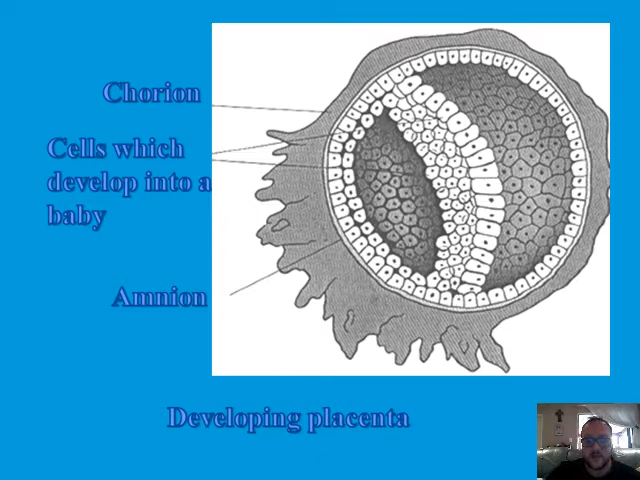 Chorion
Cells which
develop into a
baby
Amnion
Developing placenta